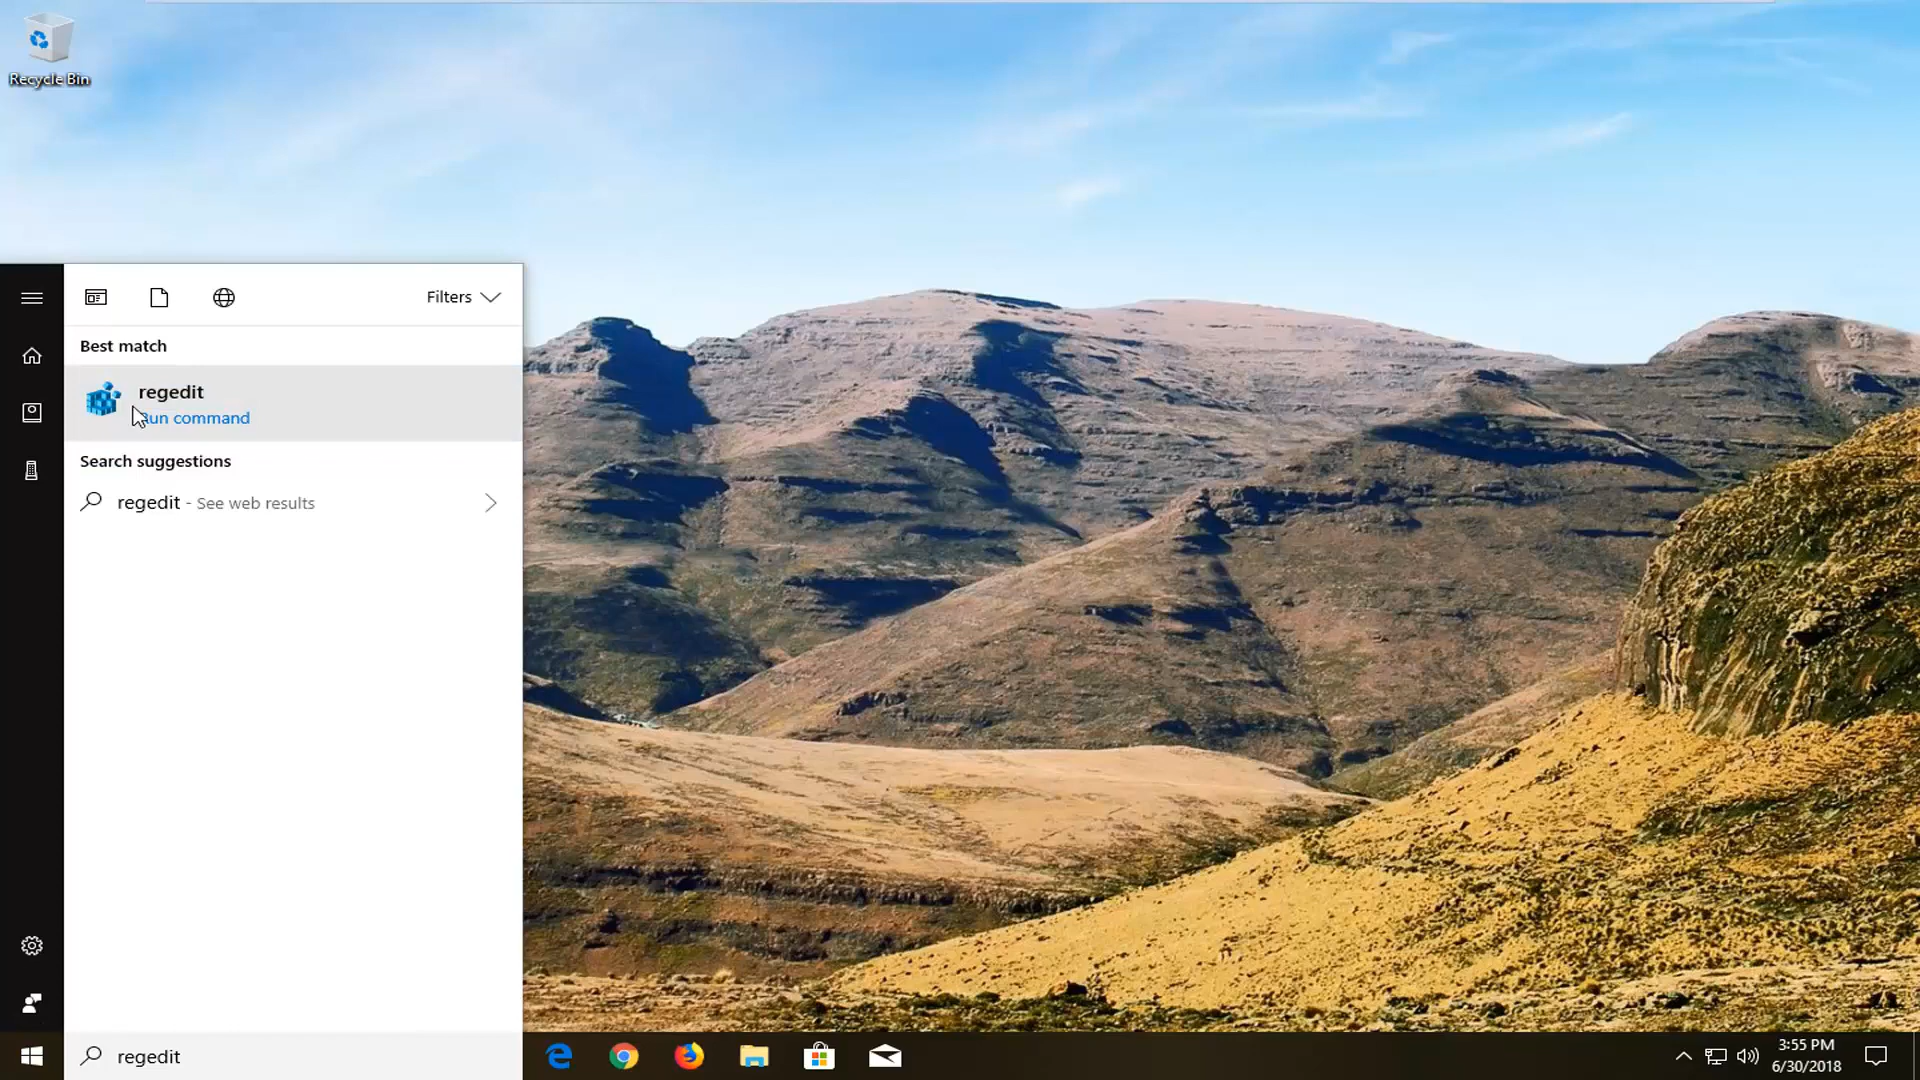 Recycle Bin
Filters
Best match
regedit
Run command
Search suggestions
regedit - See web results
regedit
3:55 PM
6/30/2018